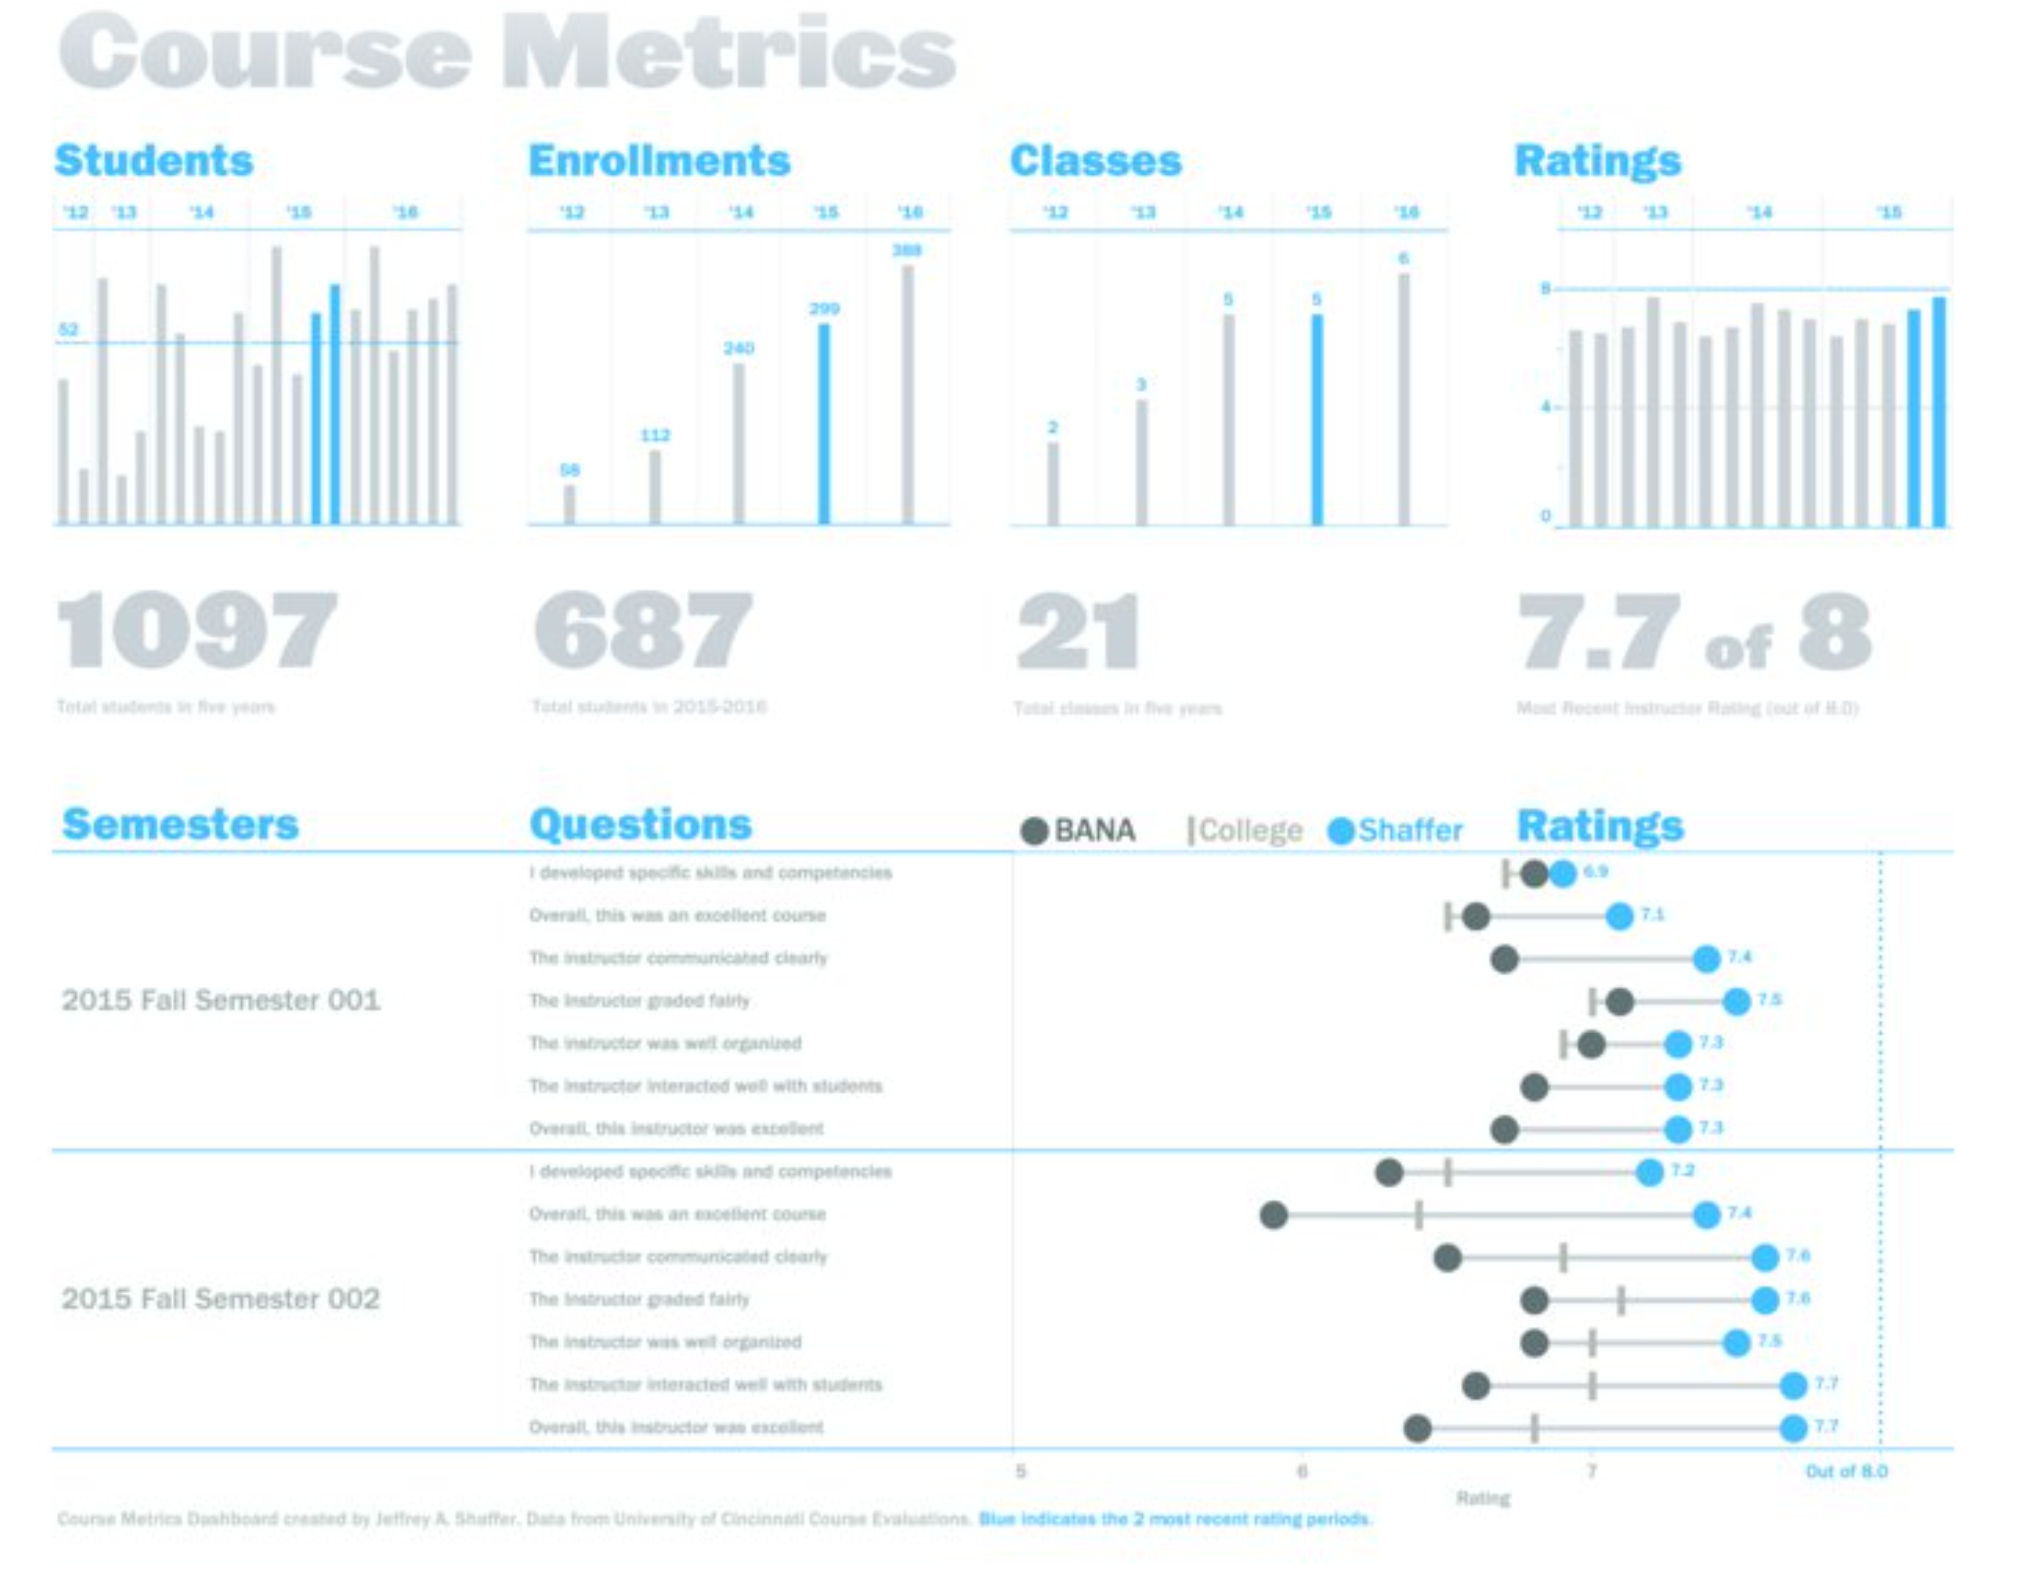 Course Metrics
Students
Enrollments
Classes
Ratings
'12 '13 '14 '15 '16
'12 '13 '14 '15 '16
'12 '13 '14 '15 '16
'12 '13 '14 '15
52
58 112 240 299 388
2 3 5 5 6
8
4
0
1097
687
21
7.7 of 8
Total students in five years
Total students in 2015-2016
Total classes in five years
Most Recent Instructor Rating (out of 8.0)
Semesters
Questions
BANA College Shaffer
Ratings
2015 Fall Semester 001
I developed specific skills and competencies 6.9
Overall, this was an excellent course 7.1
The instructor communicated clearly 7.4
The instructor graded fairly 7.5
The instructor was well organized 7.3
The instructor interacted well with students 7.3
Overall, this instructor was excellent 7.3
2015 Fall Semester 002
I developed specific skills and competencies 7.2
Overall, this was an excellent course 7.4
The instructor communicated clearly 7.6
The instructor graded fairly 7.6
The instructor was well organized 7.5
The instructor interacted well with students 7.7
Overall, this instructor was excellent 7.7
5 6 7 Out of 8.0
Rating
Course Metrics Dashboard created by Jeffrey A. Shaffer. Data from University of Cincinnati Course Evaluations. Blue indicates the 2 most recent rating periods.